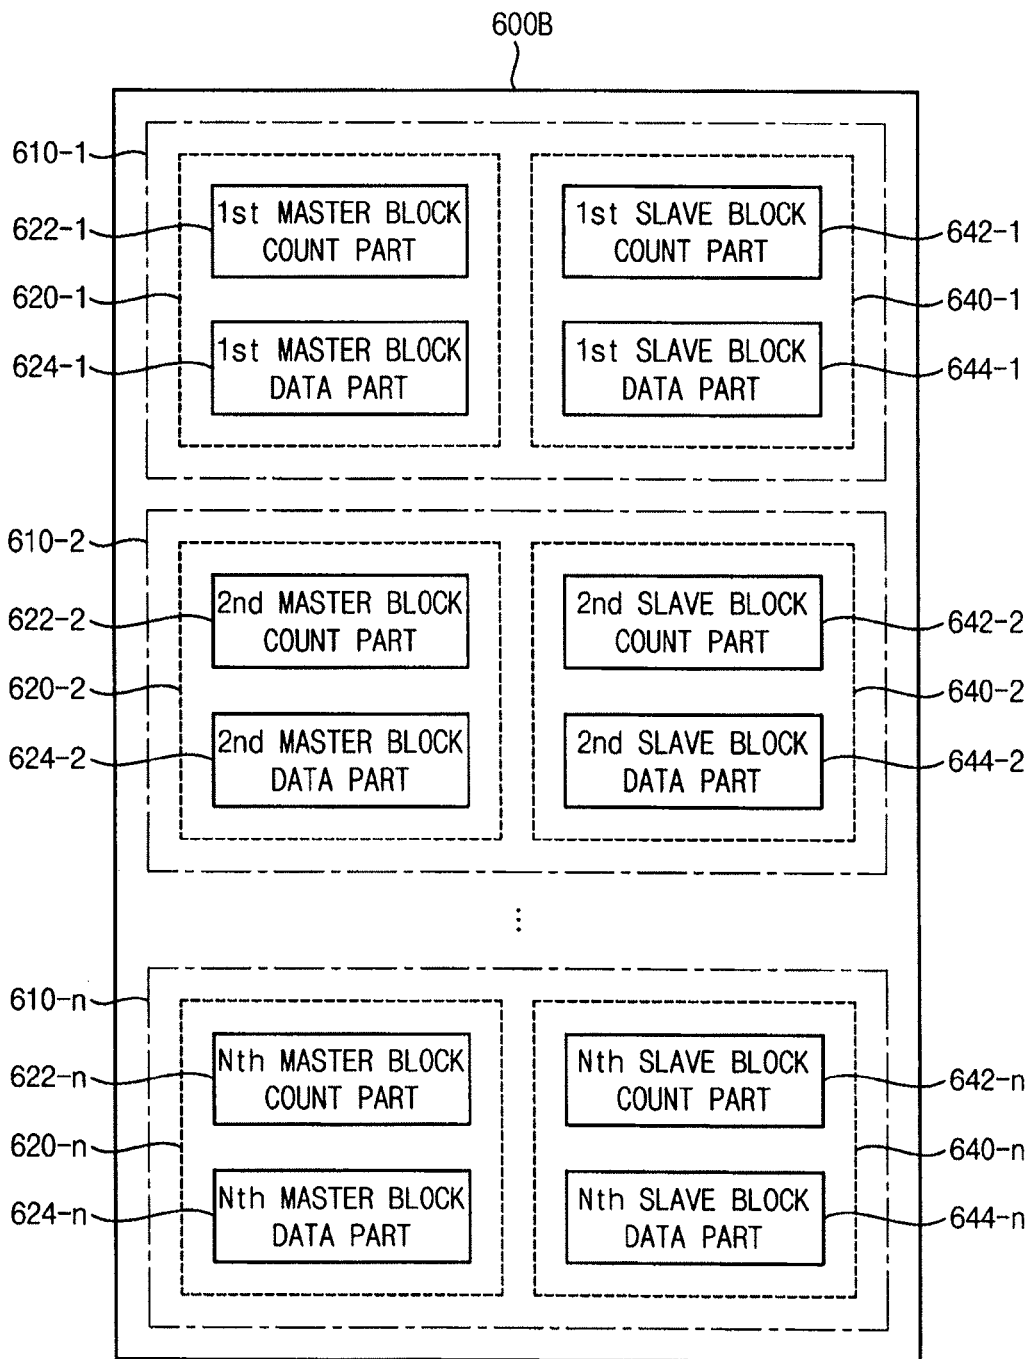 600B
610-1
1st MASTER BLOCK
COUNT PART
622-1
1st SLAVE BLOCK
COUNT PART
642-1
620-1
640-1
1st MASTER BLOCK
DATA PART
624-1
1st SLAVE BLOCK
DATA PART
644-1
610-2
2nd MASTER BLOCK
COUNT PART
622-2
2nd SLAVE BLOCK
COUNT PART
642-2
620-2
640-2
2nd MASTER BLOCK
DATA PART
624-2
2nd SLAVE BLOCK
DATA PART
644-2
⋮
610-n
Nth MASTER BLOCK
COUNT PART
622-n
Nth SLAVE BLOCK
COUNT PART
642-n
620-n
640-n
Nth MASTER BLOCK
DATA PART
624-n
Nth SLAVE BLOCK
DATA PART
644-n